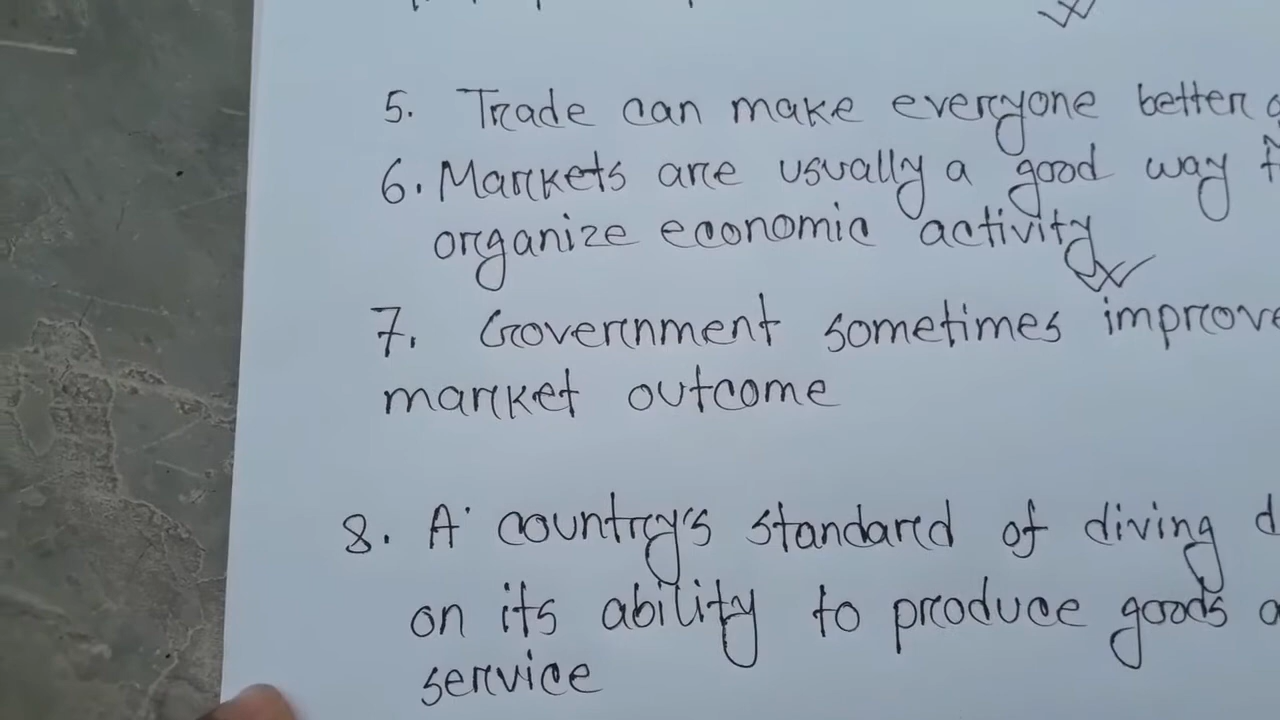 5. Trade can make everyone better
6. Markets are usually a good way
organize economic activity
7. Government sometimes improve
market outcome
8. A country's standard of diving
on its ability to produce goods
service